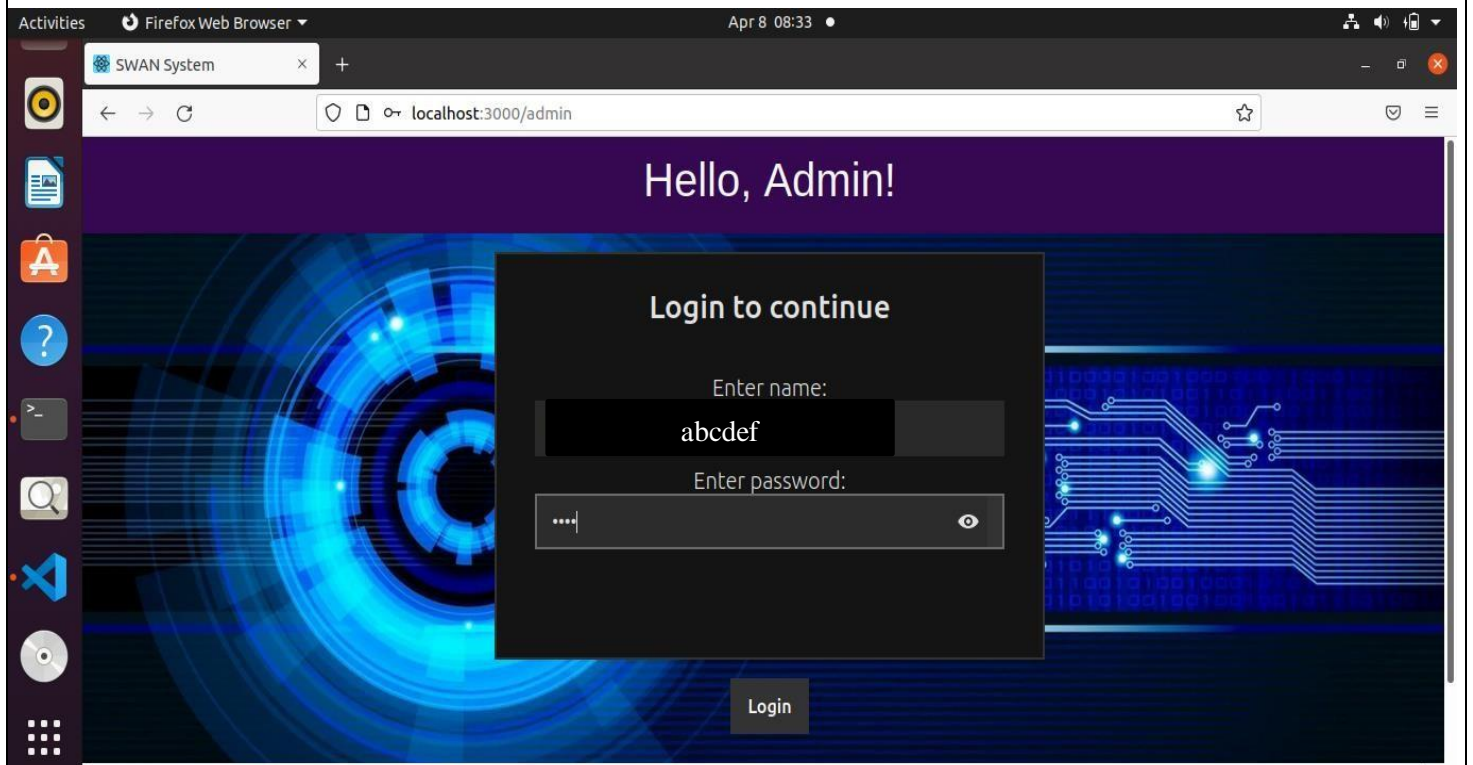 Activities Firefox Web Browser Apr 8 08:33
SWAN System
localhost:3000/admin
Hello, Admin!
Login to continue
Enter name:
abcdef
Enter password:
••••
Login